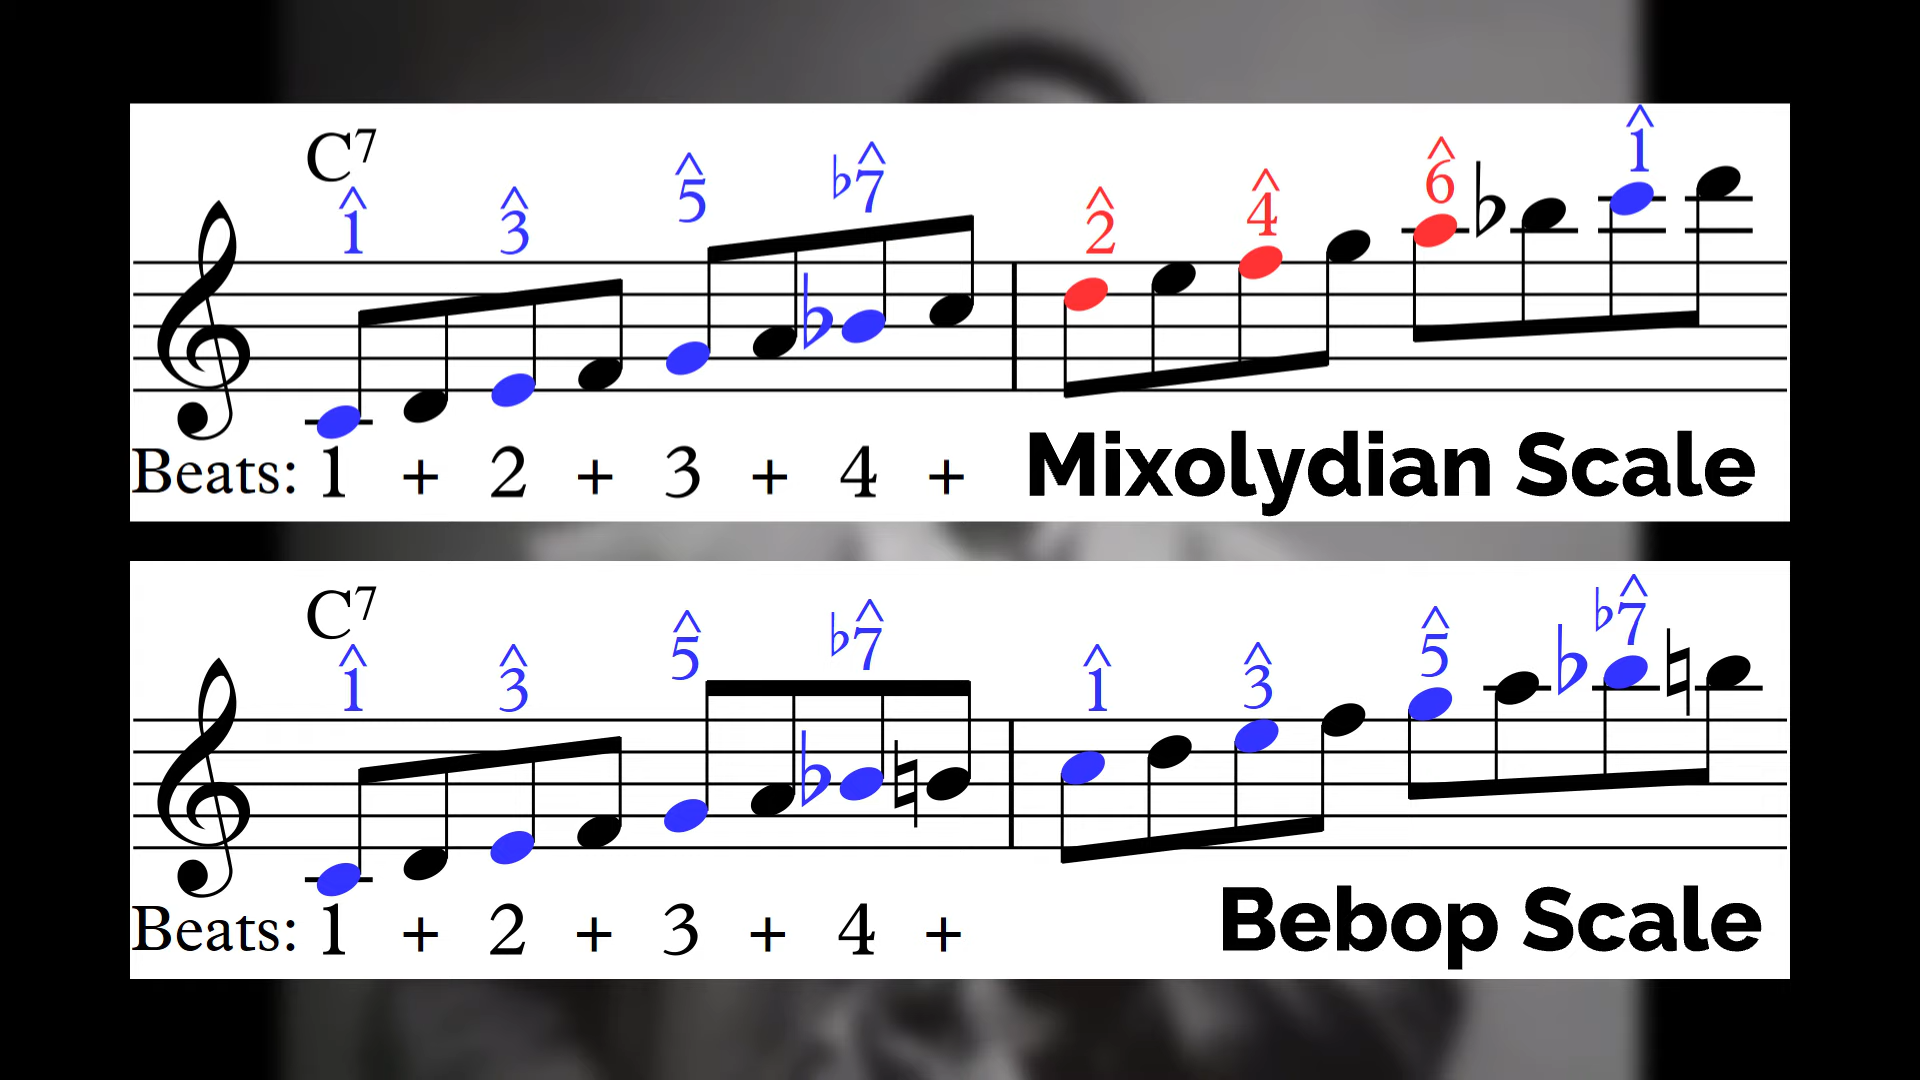 C7
^1 ^3 ^5 ♭^7 ^2 ^4 ^6 ^1
Beats: 1 + 2 + 3 + 4 +
Mixolydian Scale
C7
^1 ^3 ^5 ♭^7 ^1 ^3 ^5 ♭^7
Beats: 1 + 2 + 3 + 4 +
Bebop Scale